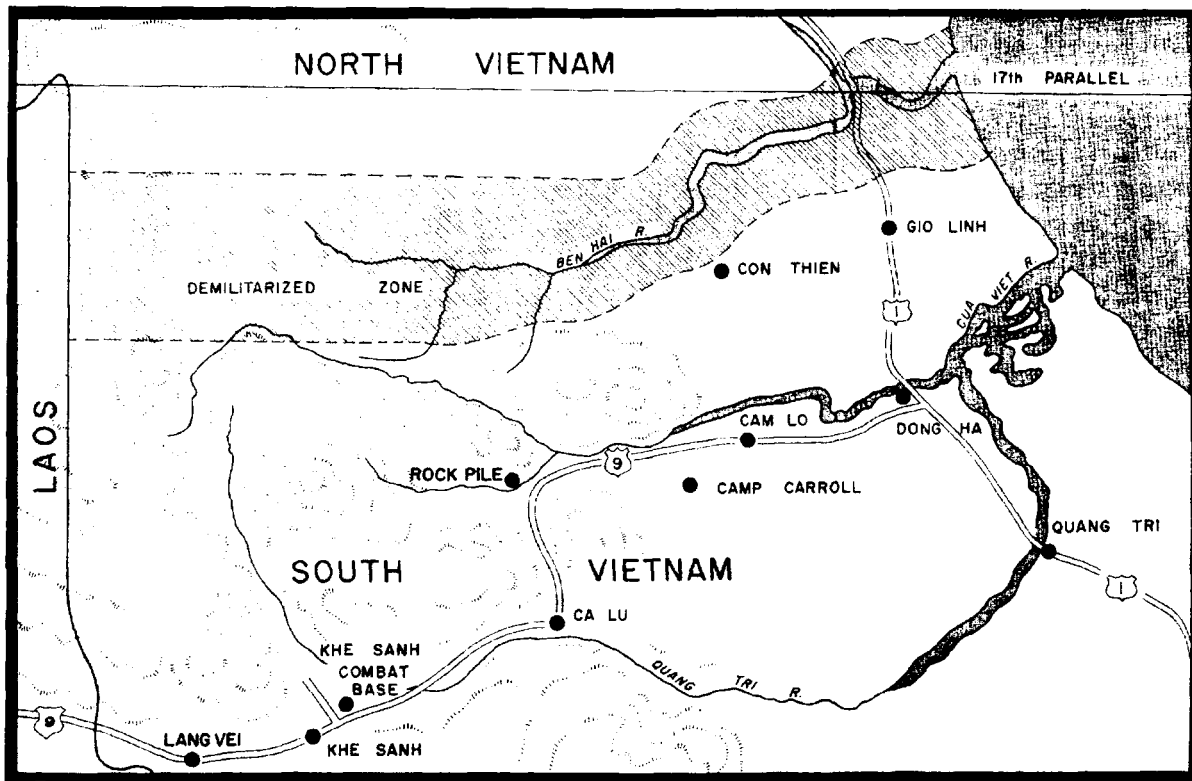 NORTH VIETNAM
17th PARALLEL
GIO LINH
BEN HAI R.
CON THIEN
DEMILITARIZED ZONE
CUA VIET R.
1
LAOS
CAM LO
DONG HA
9
ROCK PILE
CAMP CARROLL
QUANG TRI
SOUTH VIETNAM
1
CA LU
KHE SANH
COMBAT
BASE
QUANG TRI R.
9
LANG VEI
KHE SANH